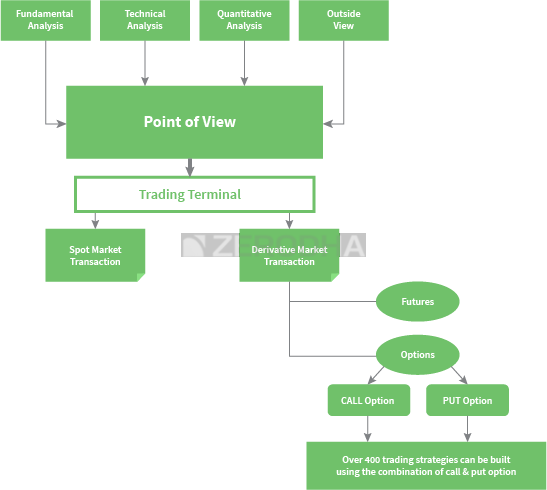 Fundamental
Analysis
Technical
Analysis
Quantitative
Analysis
Outside
View
Point of View
Trading Terminal
Spot Market
Transaction
ZERODHA
Derivative Market
Transaction
Futures
Options
CALL Option
PUT Option
Over 400 trading strategies can be built
using the combination of call & put option